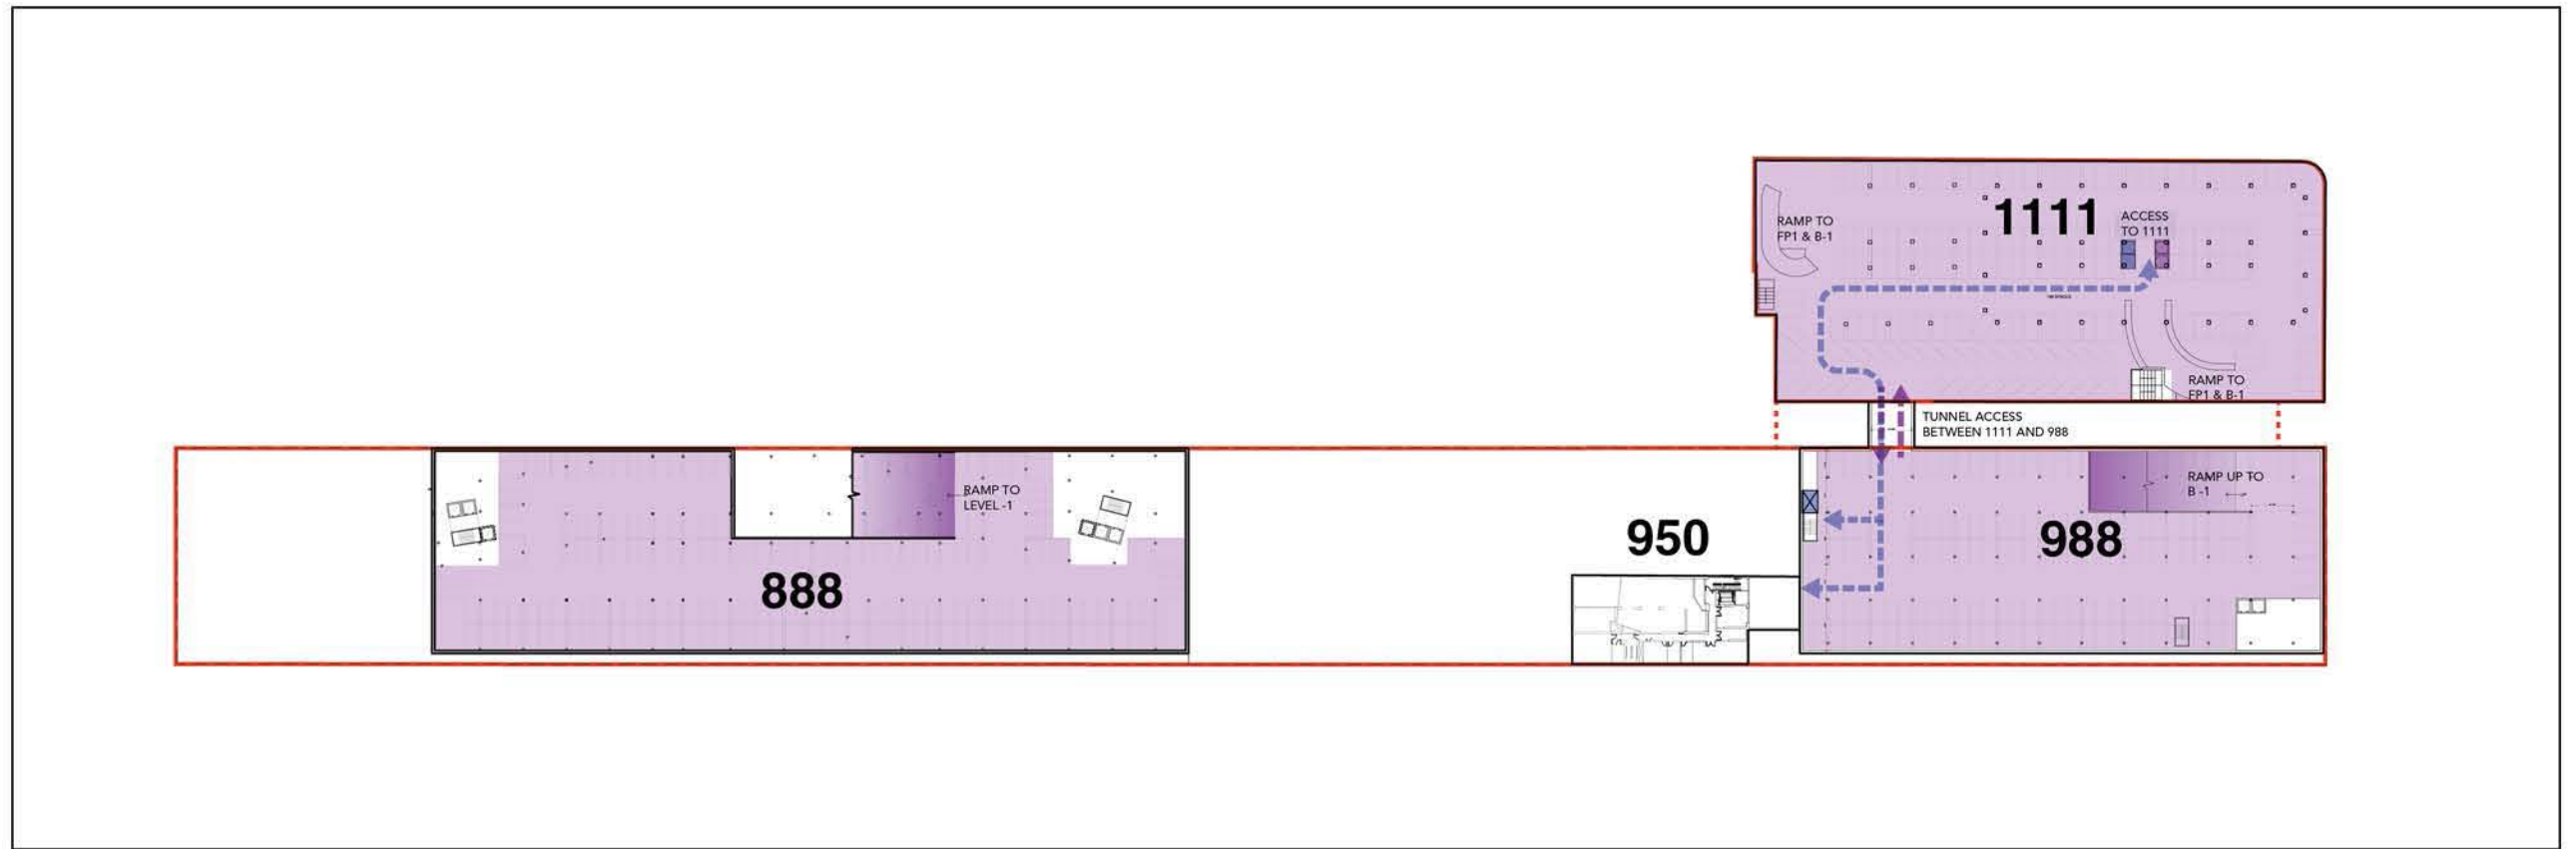 1111
ACCESS
TO 1111
RAMP TO
FP1 & B-1
RAMP TO
FP1 & B-1
TUNNEL ACCESS
BETWEEN 1111 AND 988
RAMP TO
LEVEL -1
RAMP UP TO
B -1
950
988
888